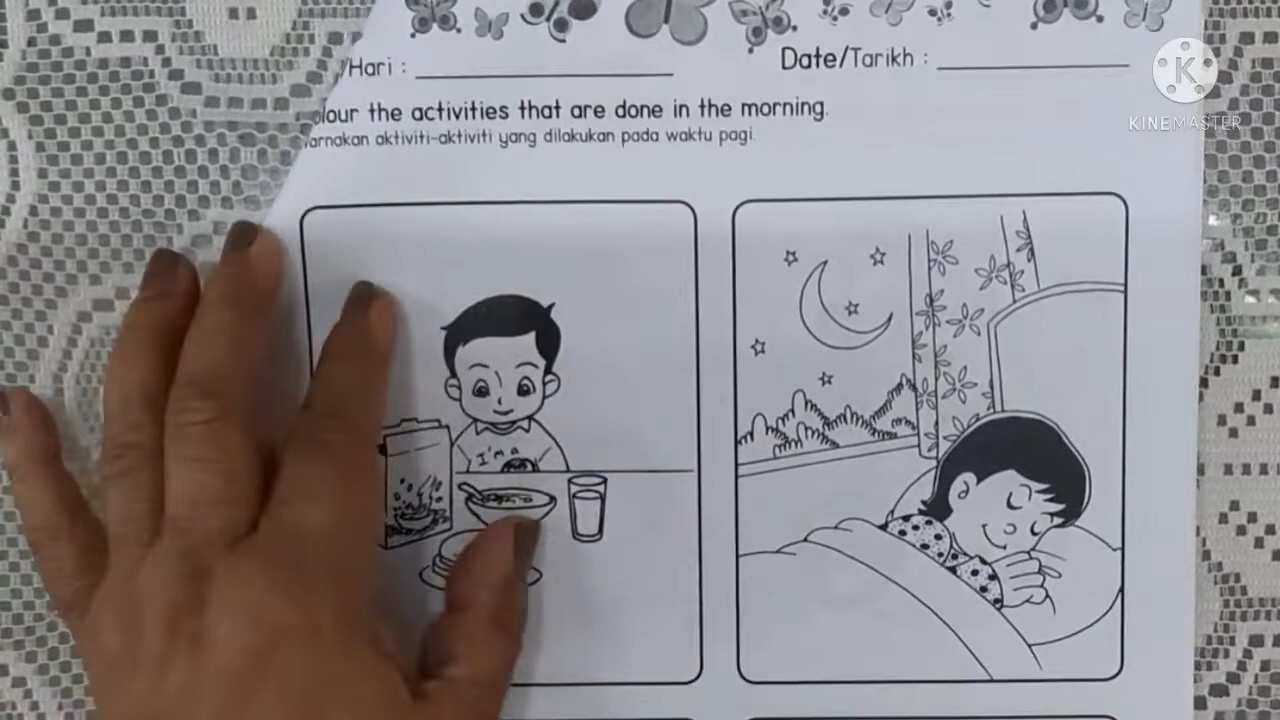 /Hari :
Date/Tarikh :
KINEMASTER
olour the activities that are done in the morning.
arnakan aktiviti-aktiviti yang dilakukan pada waktu pagi.
I'm a